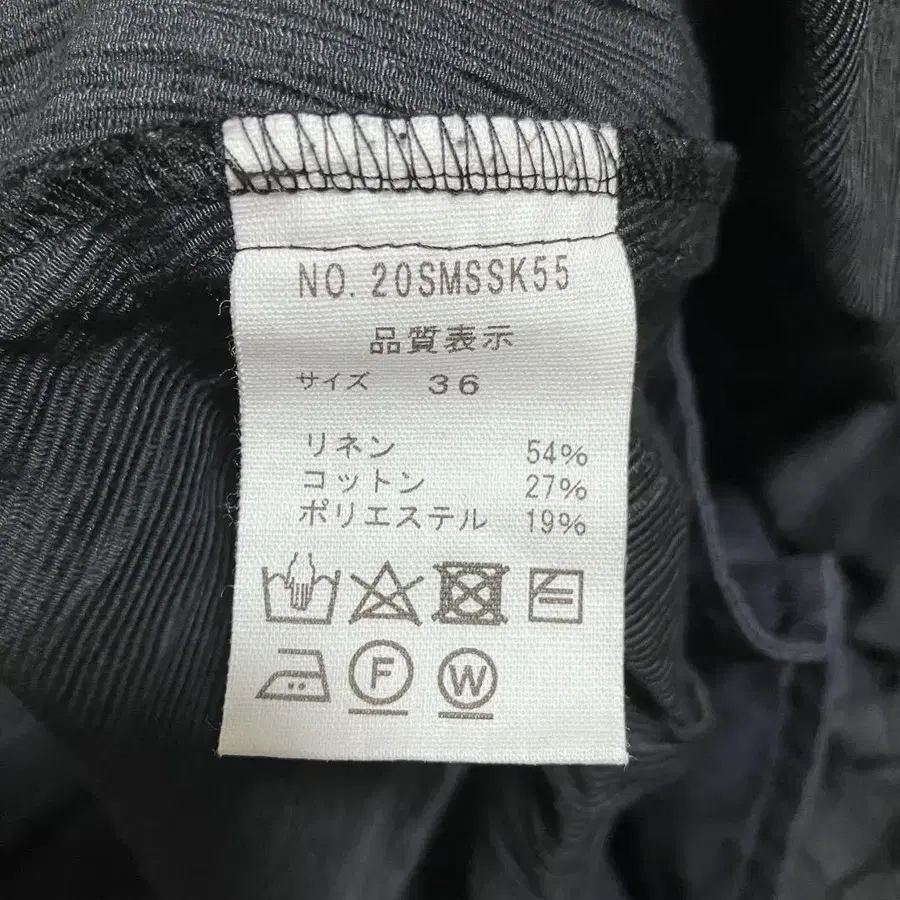 NO. 20SMSSK55
品質表示
サイズ 36
リネン 54%
コットン 27%
ポリエステル 19%
F W